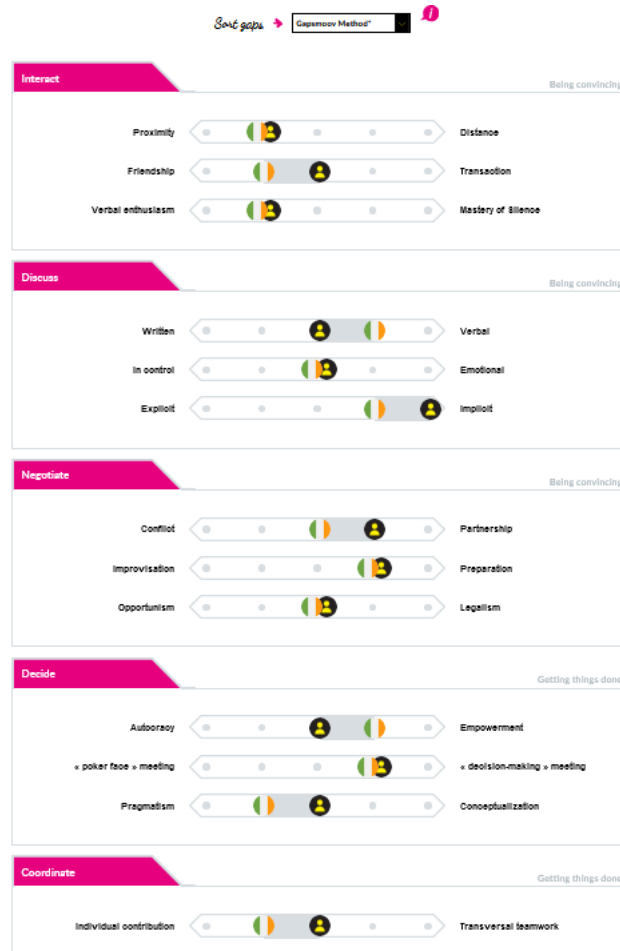 Sort gaps Gapsmoov Method*
i
Interact
Being convincing
Proximity Distance
Friendship Transaction
Verbal enthusiasm Mastery of Silence
Discuss
Being convincing
Written Verbal
In control Emotional
Explicit Implicit
Negotiate
Being convincing
Conflict Partnership
Improvisation Preparation
Opportunism Legalism
Decide
Getting things done
Autocracy Empowerment
« poker face » meeting « decision-making » meeting
Pragmatism Conceptualization
Coordinate
Getting things done
Individual contribution Transversal teamwork